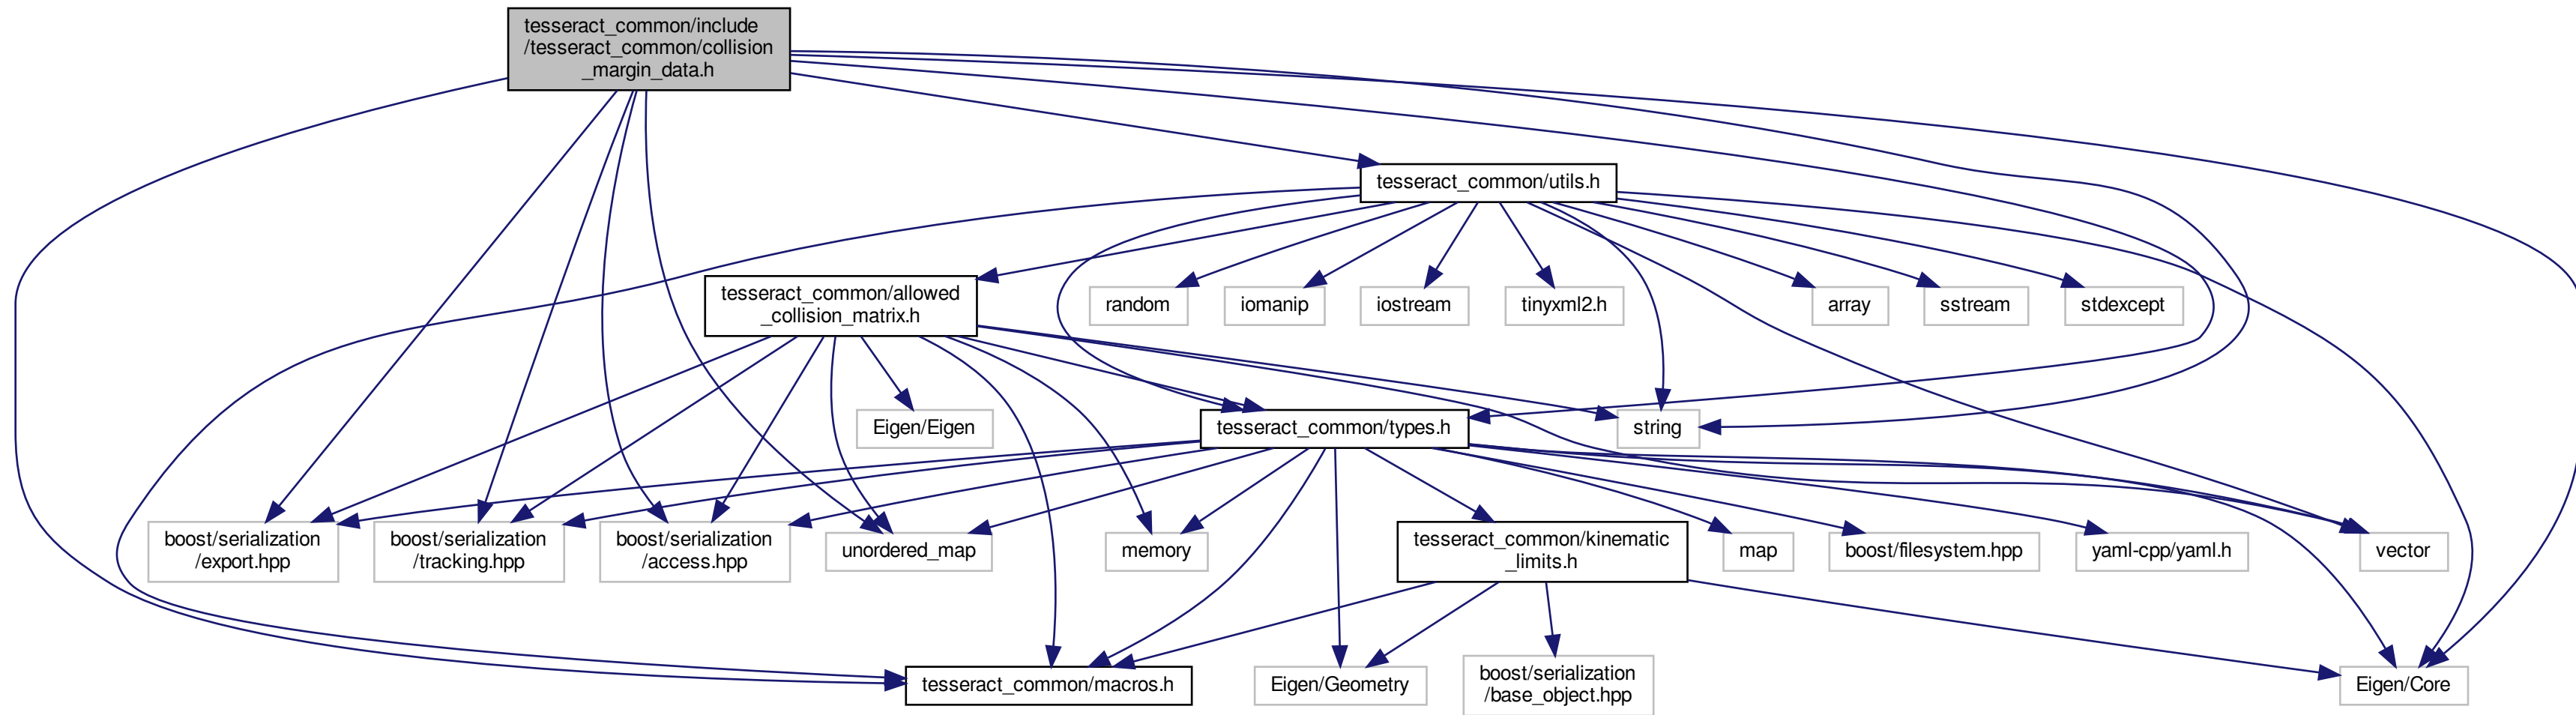 tesseract_common/include
/tesseract_common/collision
_margin_data.h
tesseract_common/utils.h
tesseract_common/allowed
_collision_matrix.h
random
iomanip
iostream
tinyxml2.h
array
sstream
stdexcept
Eigen/Eigen
tesseract_common/types.h
string
boost/serialization
/export.hpp
boost/serialization
/tracking.hpp
boost/serialization
/access.hpp
unordered_map
memory
tesseract_common/kinematic
_limits.h
map
boost/filesystem.hpp
yaml-cpp/yaml.h
vector
tesseract_common/macros.h
Eigen/Geometry
boost/serialization
/base_object.hpp
Eigen/Core